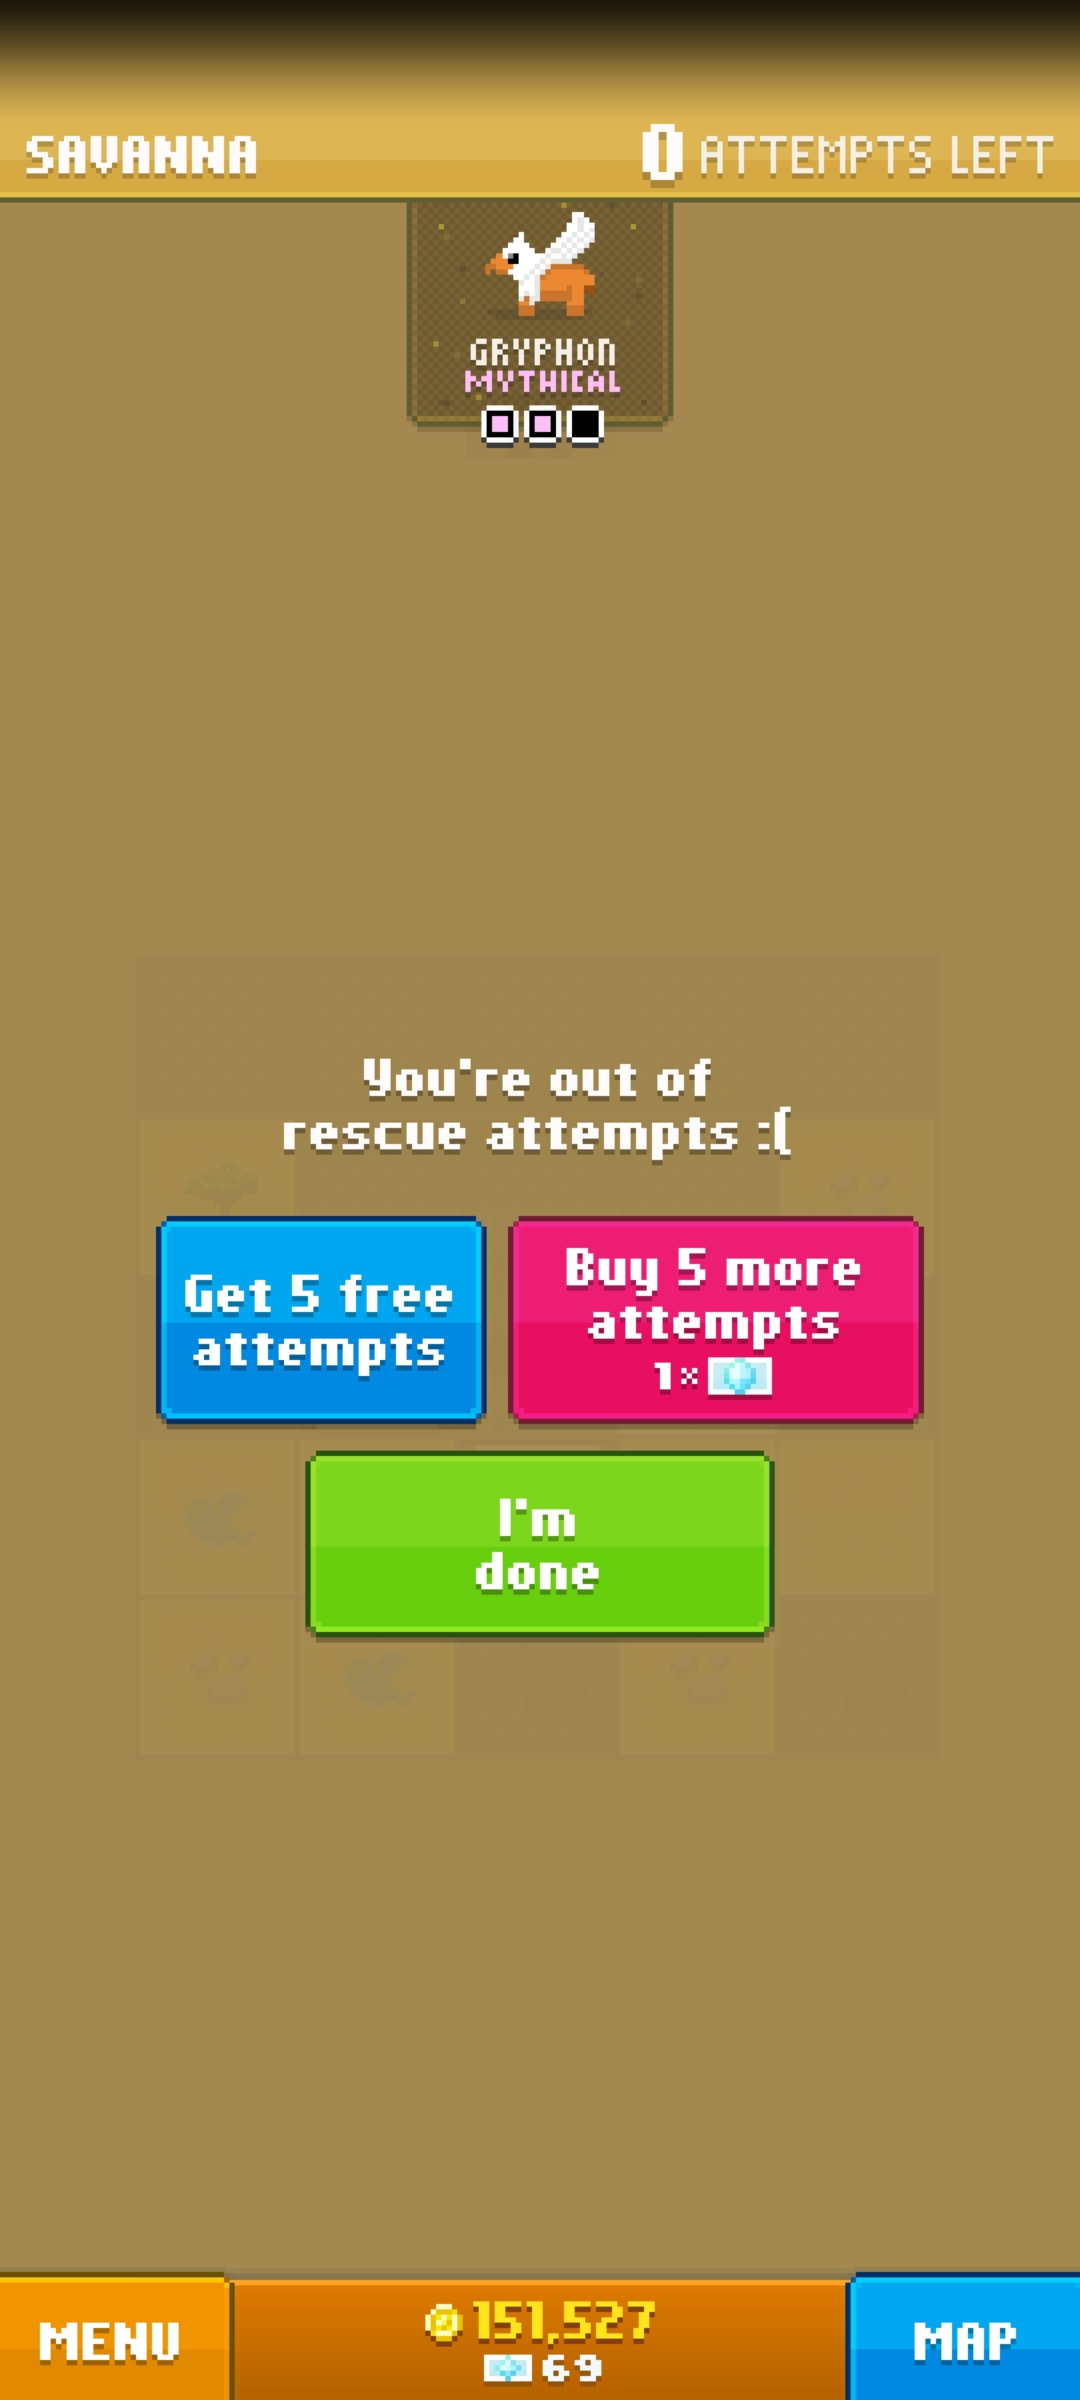 SAVANNA
0 ATTEMPTS LEFT
GRYPHON
MYTHICAL
You're out of
rescue attempts :(
Get 5 free
attempts
Buy 5 more
attempts
1×
I'm
done
MENU
151,527
69
MAP